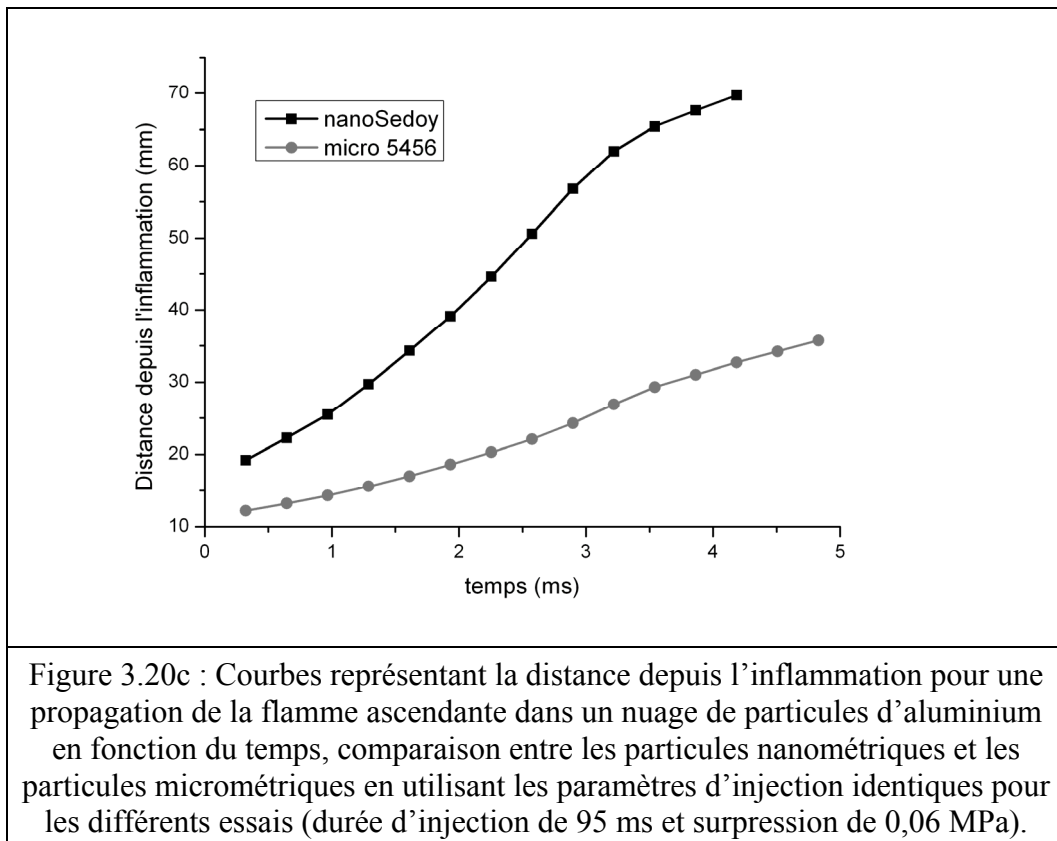 70
60
50
40
30
20
10
Distance depuis l'inflammation (mm)
nanoSedoy
micro 5456
0 1 2 3 4 5
temps (ms)
Figure 3.20c : Courbes représentant la distance depuis l’inflammation pour une
propagation de la flamme ascendante dans un nuage de particules d’aluminium
en fonction du temps, comparaison entre les particules nanométriques et les
particules micrométriques en utilisant les paramètres d’injection identiques pour
les différents essais (durée d’injection de 95 ms et surpression de 0,06 MPa).